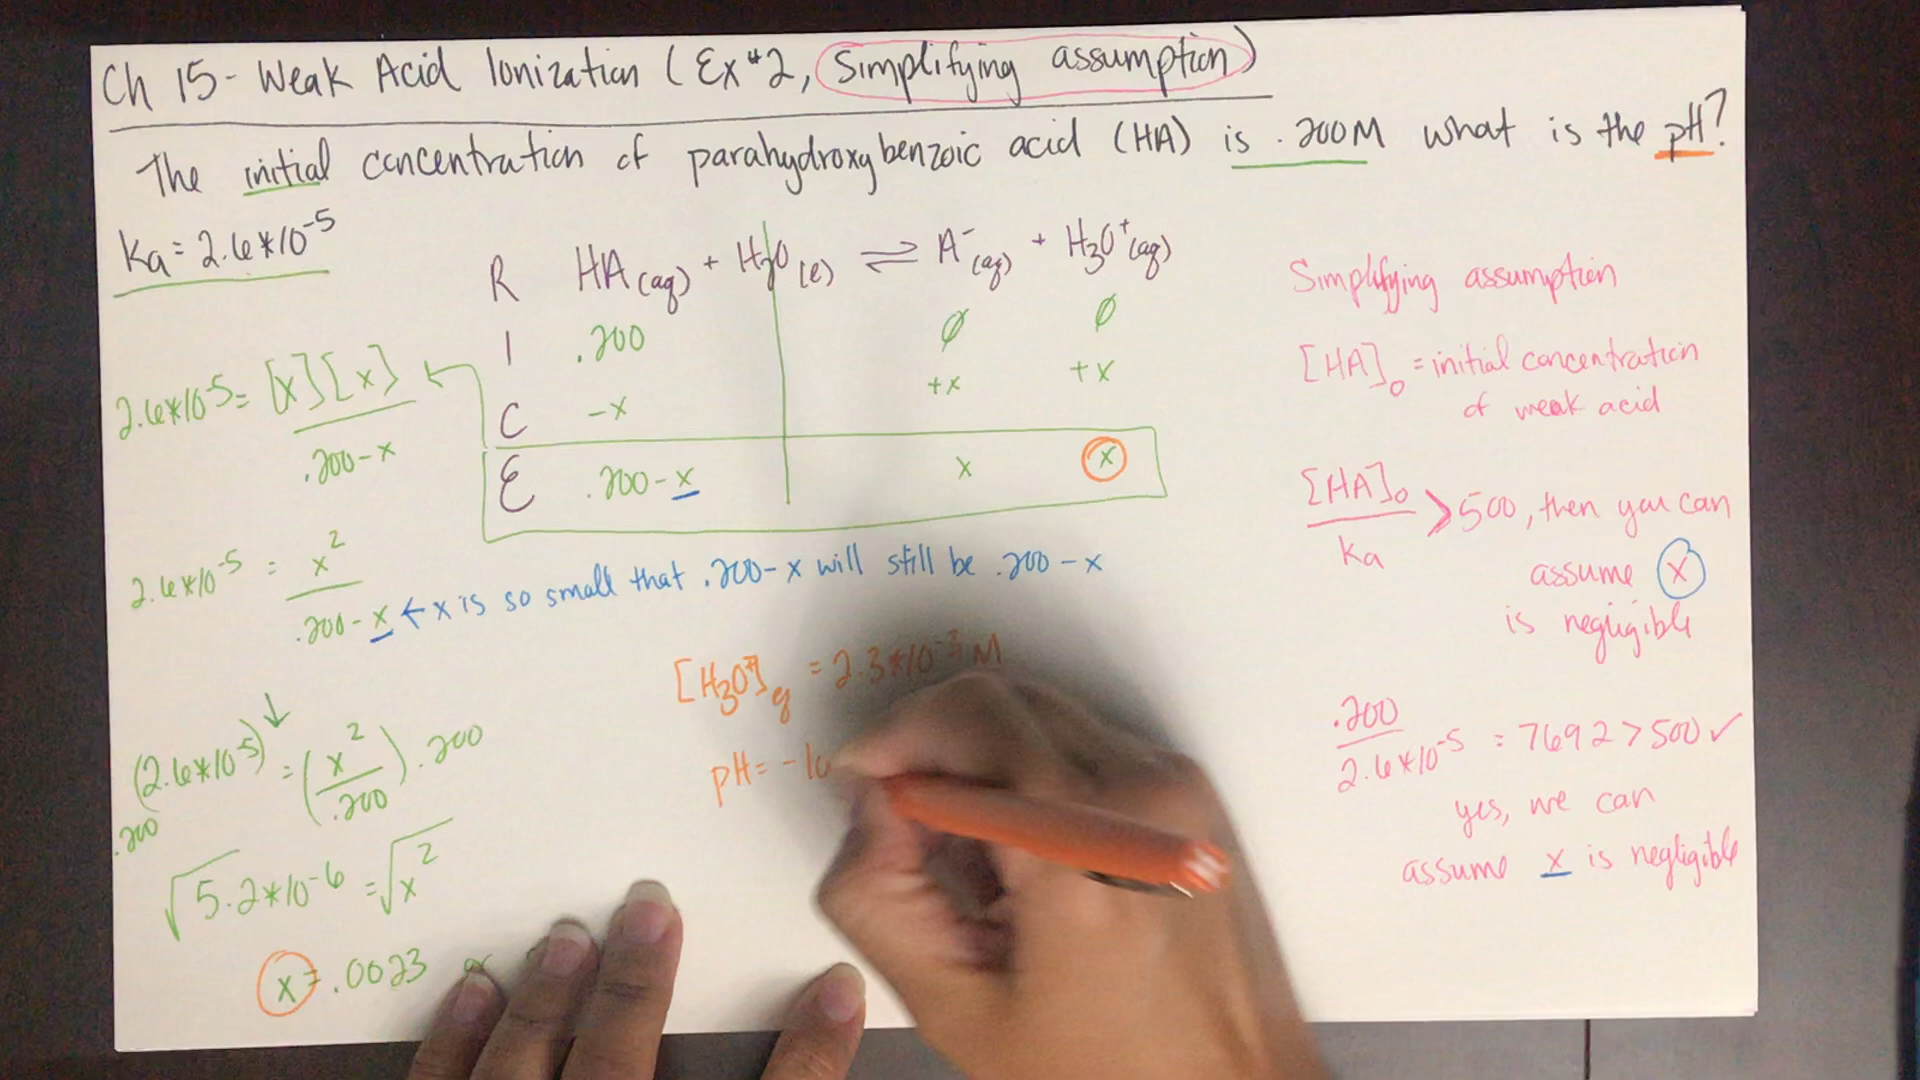 Ch 15- Weak Acid Ionization (Ex #2, Simplifying assumption)
The initial concentration of parahydroxybenzoic acid (HA) is .200M what is the pH?
Ka = 2.6*10⁻⁵
R HA(aq) + H₂O(l) ⇌ A⁻(aq) + H₃O⁺(aq)
I .200 ∅ ∅
C -x +x +x
E .200-x x x
2.6*10⁻⁵ = [x][x]
.200-x
2.6*10⁻⁵ = x²
.200-x ← x is so small that .200-x will still be .200-x
(2.6*10⁻⁵) = (x²/.200) .200
.200
√5.2*10⁻⁶ = √x²
x = .0023 or
[H₃O⁺]g = 2.3*10⁻³ M
pH = -lo
Simplifying assumption
[HA]₀ = initial concentration
of weak acid
[HA]₀
Ka
> 500, then you can
assume x
is negligible
.200
2.6*10⁻⁵
= 7692 > 500 ✓
yes, we can
assume x is negligible